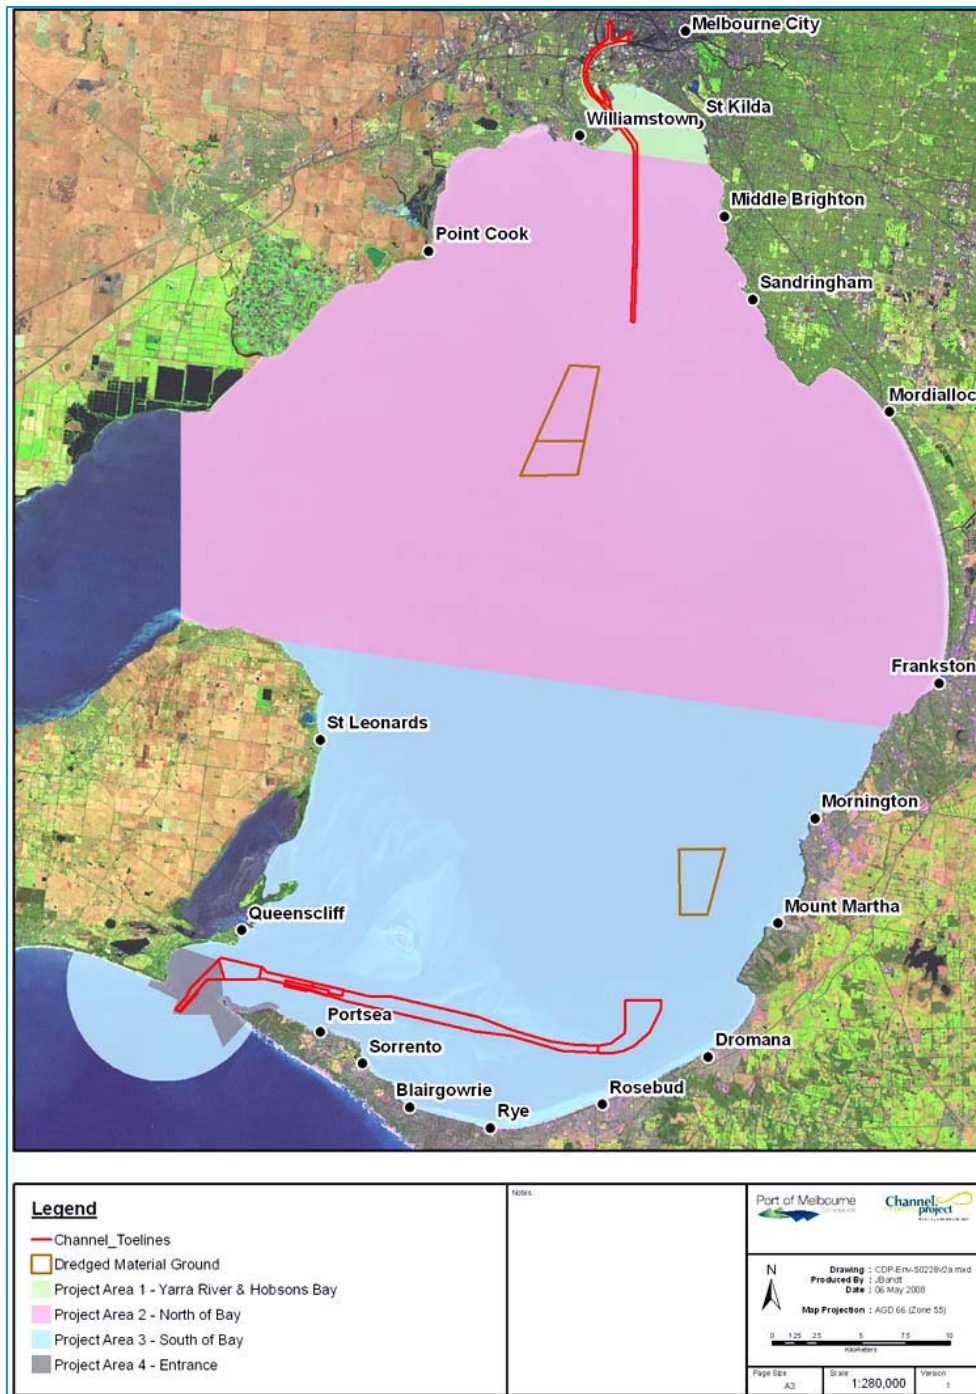 Melbourne City
St Kilda
Williamstown
Middle Brighton
Point Cook
Sandringham
Mordialloc
Frankston
St Leonards
Mornington
Queenscliff
Mount Martha
Portsea
Sorrento
Dromana
Blairgowrie
Rosebud
Rye
Legend
Channel_Toelines
Dredged Material Ground
Project Area 1 - Yarra River & Hobsons Bay
Project Area 2 - North of Bay
Project Area 3 - South of Bay
Project Area 4 - Entrance
Notes:
Port of Melbourne
Channel
project
N
Drawing : CDP-Env-50228v2a.mxd
Produced By : JBandt
Date : 06 May 2008
Map Projection : AGD 66 (Zone 55)
0 1.25 2.5 5 7.5 10
Kilometers
Page Size: A3
Scale: 1:280,000
Version: 1